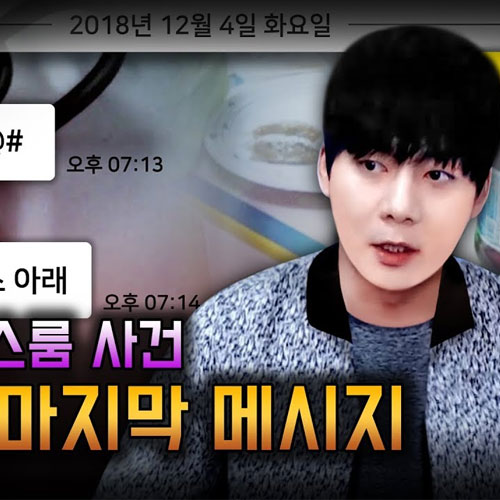 2018년 12월 4일 화요일
@#
오후 07:13
스 아래
오후 07:14
스룸 사건
마지막 메시지